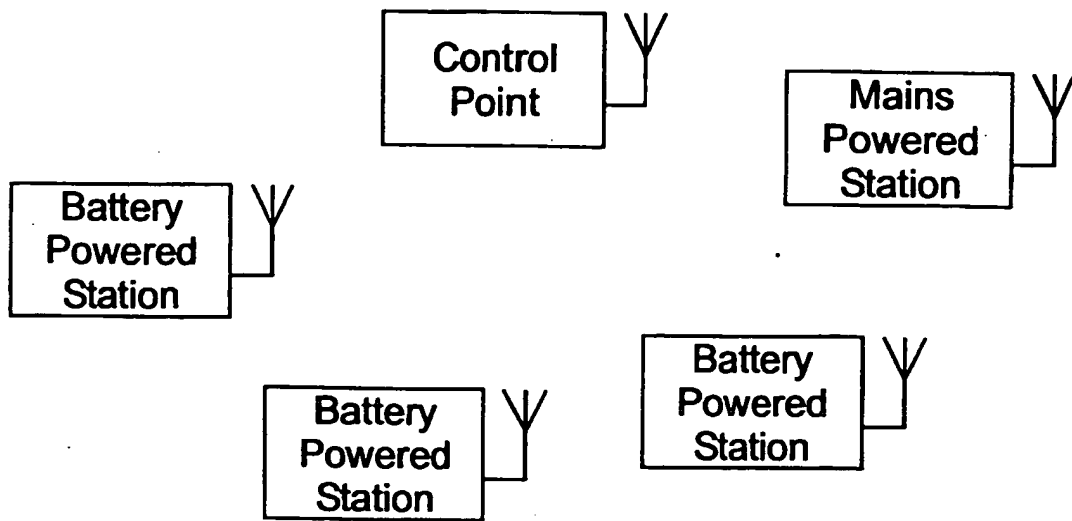 Control
Point
Mains
Powered
Station
Battery
Powered
Station
Battery
Powered
Station
Battery
Powered
Station